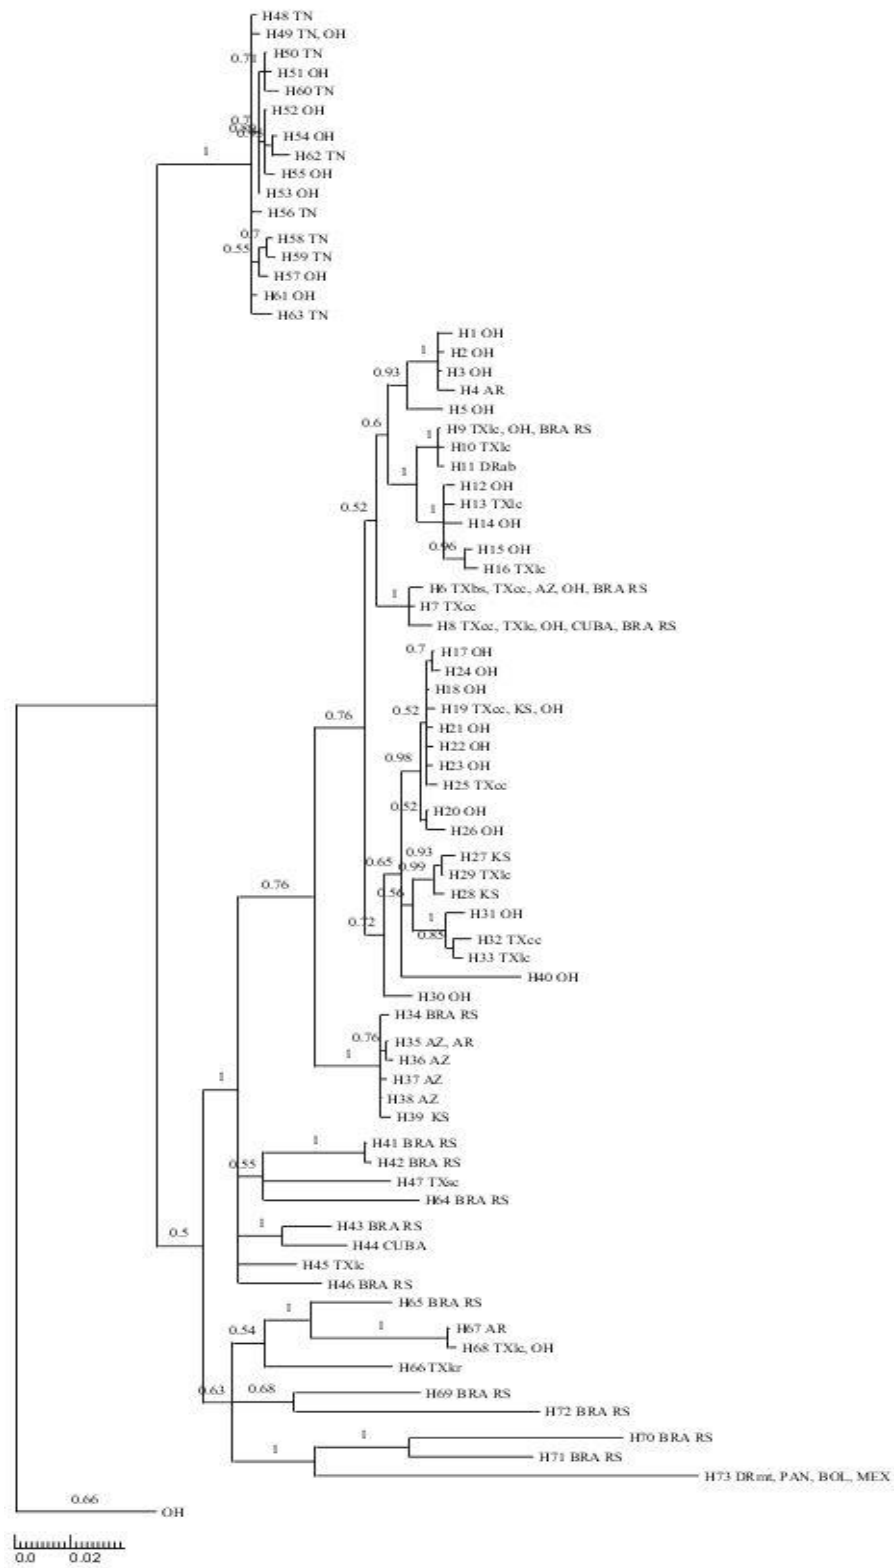 H48 TN
H49 TN, OH
0.71
H50 TN
H51 OH
H60 TN
H52 OH
0.7
H54 OH
1
H62 TN
H55 OH
H53 OH
H56 TN
0.7
H58 TN
0.55
H59 TN
H57 OH
H61 OH
H63 TN
H1 OH
1
H2 OH
0.93
H3 OH
H4 AR
H5 OH
0.6
H9 TXlc, OH, BRA RS
1
H10 TXlc
1
H11 DRab
H12 OH
0.52
1
H13 TXlc
H14 OH
0.96
H15 OH
H16 TXlc
1
H6 TXbs, TXcc, AZ, OH, BRA RS
H7 TXcc
H8 TXcc, TXlc, OH, CUBA, BRA RS
0.7
H17 OH
H24 OH
H18 OH
0.76
0.52
H19 TXcc, KS, OH
H21 OH
H22 OH
0.98
H23 OH
H25 TXcc
0.52
H20 OH
H26 OH
0.93
H27 KS
0.65
0.99
H29 TXlc
0.76
0.56
H28 KS
0.72
1
H31 OH
0.85
H32 TXcc
H33 TXlc
H40 OH
H30 OH
H34 BRA RS
0.76
H35 AZ, AR
1
H36 AZ
1
H37 AZ
H38 AZ
H39 KS
1
H41 BRA RS
0.55
H42 BRA RS
H47 TXsc
H64 BRA RS
0.5
1
H43 BRA RS
H44 CUBA
H45 TXlc
H46 BRA RS
1
H65 BRA RS
0.54
1
H67 AR
H68 TXlc, OH
H66 TXkr
0.63
0.68
H69 BRA RS
H72 BRA RS
1
H70 BRA RS
1
H71 BRA RS
H73 DRmt, PAN, BOL, MEX
0.66
OH
0.0 0.02